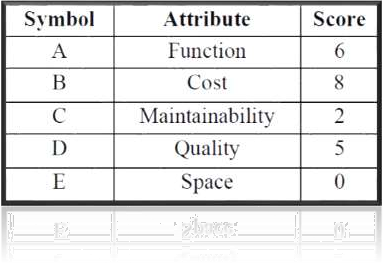 Symbol Attribute Score
A Function 6
B Cost 8
C Maintainability 2
D Quality 5
E Space 0